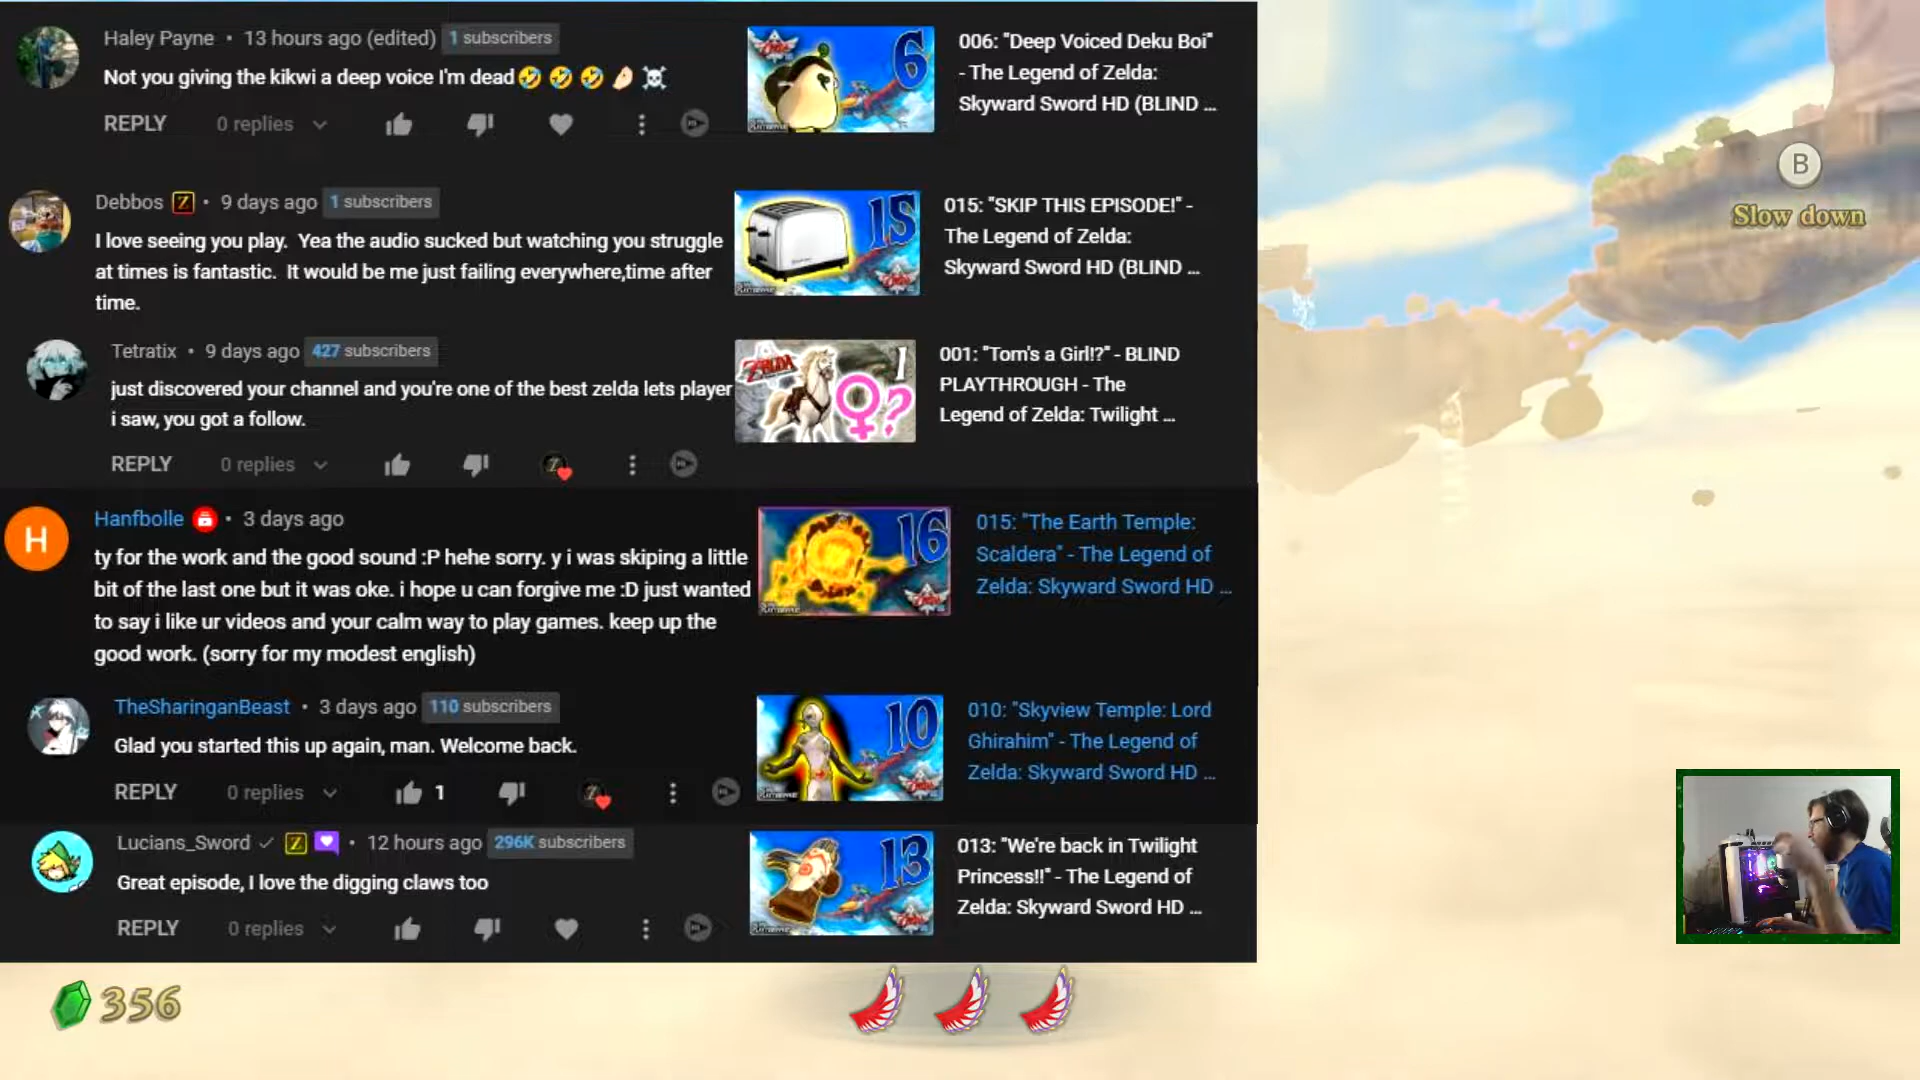 Haley Payne • 13 hours ago (edited) 1 subscribers
Not you giving the kikwi a deep voice I'm dead🤣🤣🤣🤌🏻☠️
REPLY 0 replies
6
006: "Deep Voiced Deku Boi"
- The Legend of Zelda:
Skyward Sword HD (BLIND ...
Debbos Z • 9 days ago 1 subscribers
I love seeing you play. Yea the audio sucked but watching you struggle
at times is fantastic. It would be me just failing everywhere,time after
time.
15
015: "SKIP THIS EPISODE!" -
The Legend of Zelda:
Skyward Sword HD (BLIND ...
Tetratix • 9 days ago 427 subscribers
just discovered your channel and you're one of the best zelda lets player
i saw, you got a follow.
REPLY 0 replies
ZELDA 1
?
001: "Tom's a Girl!?" - BLIND
PLAYTHROUGH - The
Legend of Zelda: Twilight ...
H
Hanfbolle • 3 days ago
ty for the work and the good sound :P hehe sorry. y i was skiping a little
bit of the last one but it was oke. i hope u can forgive me :D just wanted
to say i like ur videos and your calm way to play games. keep up the
good work. (sorry for my modest english)
16
015: "The Earth Temple:
Scaldera" - The Legend of
Zelda: Skyward Sword HD ...
TheSharinganBeast • 3 days ago 110 subscribers
Glad you started this up again, man. Welcome back.
REPLY 0 replies 1
10
010: "Skyview Temple: Lord
Ghirahim" - The Legend of
Zelda: Skyward Sword HD ...
Lucians_Sword Z • 12 hours ago 296K subscribers
Great episode, I love the digging claws too
REPLY 0 replies
13
013: "We're back in Twilight
Princess!!" - The Legend of
Zelda: Skyward Sword HD ...
B
Slow down
356